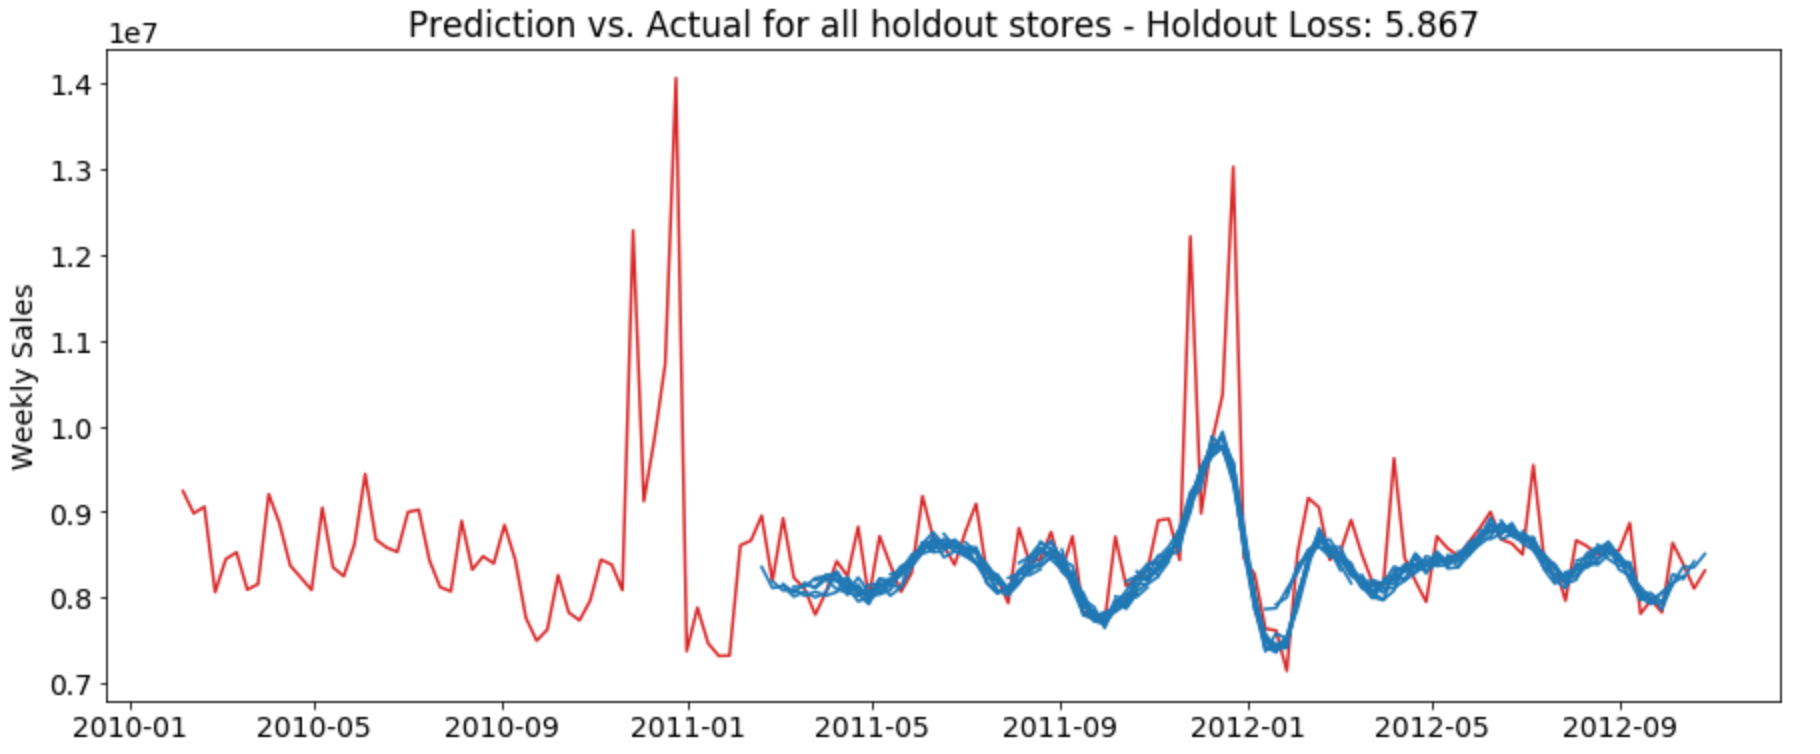 Prediction vs. Actual for all holdout stores - Holdout Loss: 5.867
1e7
1.4
1.3
1.2
1.1
1.0
0.9
0.8
0.7
Weekly Sales
2010-01 2010-05 2010-09 2011-01 2011-05 2011-09 2012-01 2012-05 2012-09